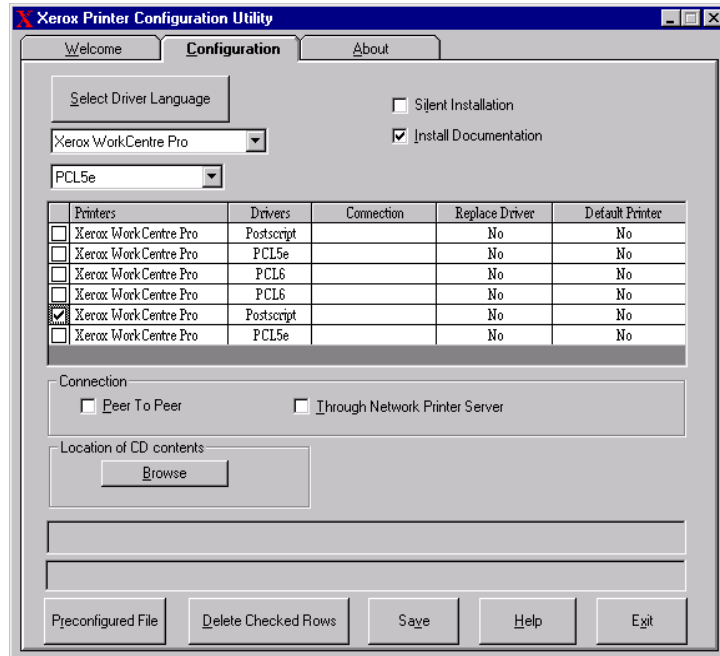 Xerox Printer Configuration Utility
Welcome Configuration About
Select Driver Language
Silent Installation
Xerox WorkCentre Pro
Install Documentation
PCL5e
Printers Drivers Connection Replace Driver Default Printer
Xerox WorkCentre Pro Postscript No No
Xerox WorkCentre Pro PCL5e No No
Xerox WorkCentre Pro PCL6 No No
Xerox WorkCentre Pro PCL6 No No
Xerox WorkCentre Pro Postscript No No
Xerox WorkCentre Pro PCL5e No No
Connection
Peer To Peer Through Network Printer Server
Location of CD contents
Browse
Preconfigured File Delete Checked Rows Save Help Exit